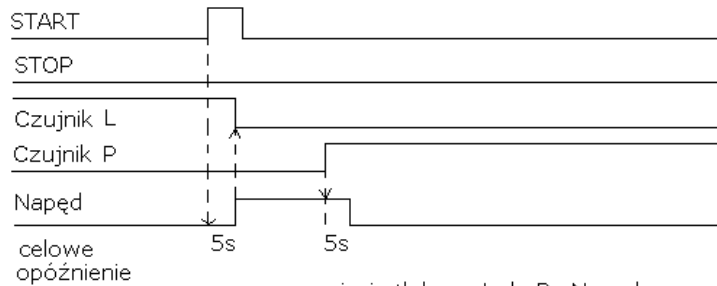 START
STOP
Czujnik L
Czujnik P
Napęd
5s 5s
celowe
opóźnienie